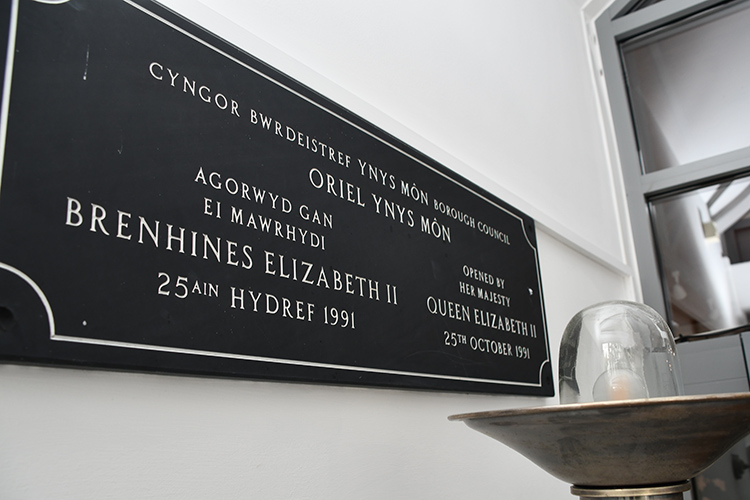 CYNGOR BWRDEISTREF YNYS MÔN BOROUGH COUNCIL
ORIEL YNYS MÔN
AGORWYD GAN
EI MAWRHYDI
BRENHINES ELIZABETH II
25AIN HYDREF 1991
OPENED BY
HER MAJESTY
QUEEN ELIZABETH II
25TH OCTOBER 1991